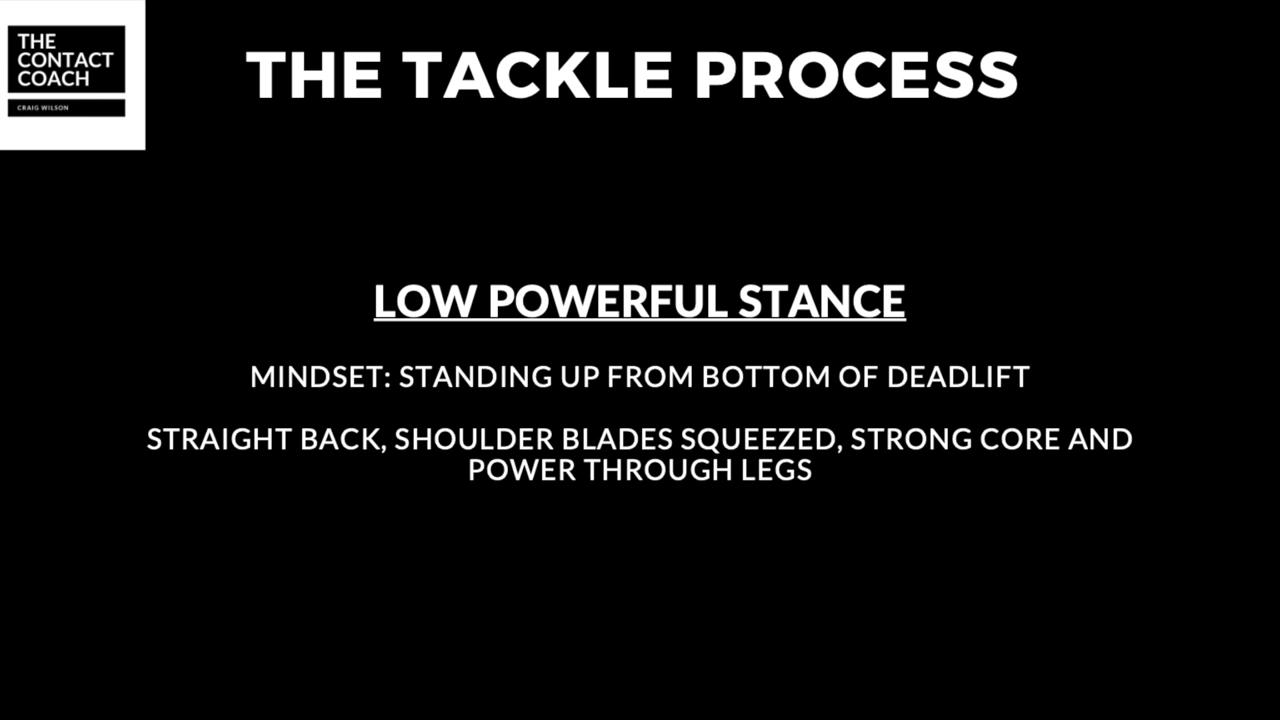 THE
CONTACT
COACH
CRAIG WILSON
THE TACKLE PROCESS
LOW POWERFUL STANCE
MINDSET: STANDING UP FROM BOTTOM OF DEADLIFT
STRAIGHT BACK, SHOULDER BLADES SQUEEZED, STRONG CORE AND
POWER THROUGH LEGS